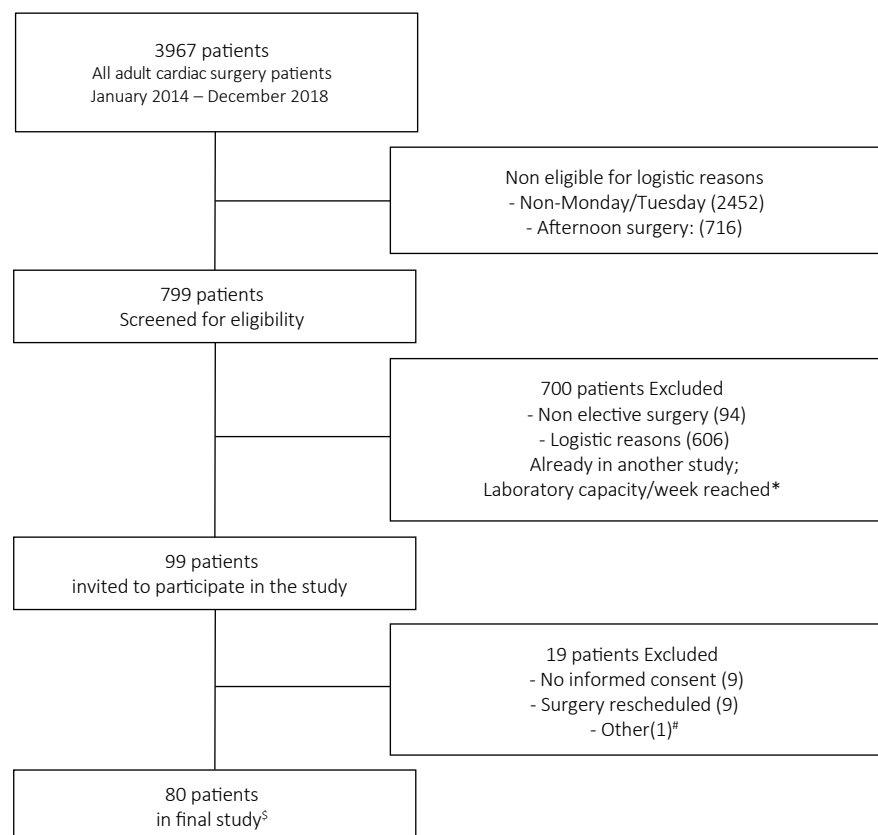 3967 patients
All adult cardiac surgery patients
January 2014 – December 2018
Non eligible for logistic reasons
- Non-Monday/Tuesday (2452)
- Afternoon surgery: (716)
799 patients
Screened for eligibility
700 patients Excluded
- Non elective surgery (94)
- Logistic reasons (606)
Already in another study;
Laboratory capacity/week reached*
99 patients
invited to participate in the study
19 patients Excluded
- No informed consent (9)
- Surgery rescheduled (9)
- Other(1)#
80 patients
in final study$